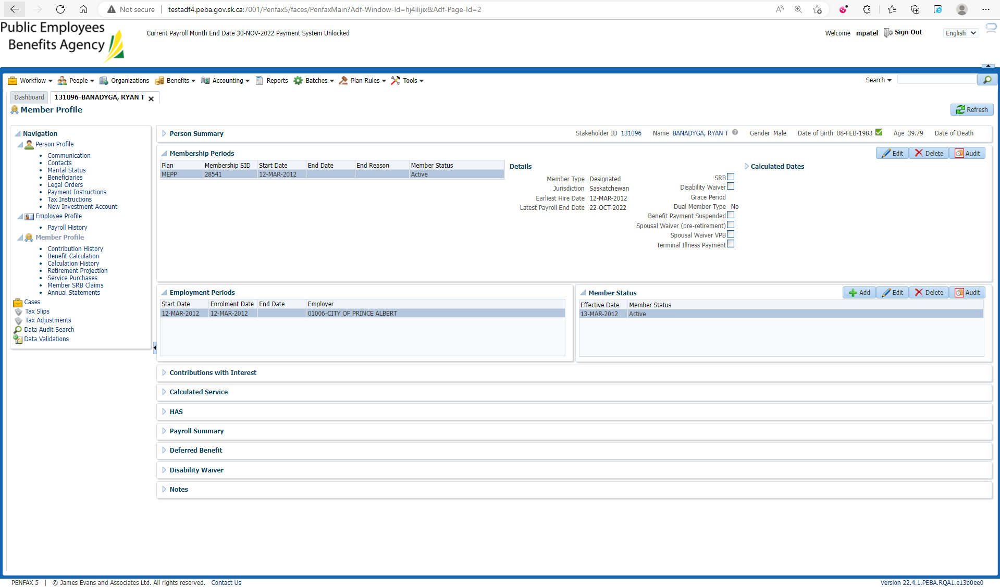 Not secure | testadf4.peba.gov.sk.ca:7001/Penfax5/faces/PenfaxMain?Adf-Window-Id=hj4ilijix&Adf-Page-Id=2
Public Employees
Benefits Agency
Current Payroll Month End Date 30-NOV-2022 Payment System Unlocked
Welcome mpatel Sign Out English
Workflow People Organizations Benefits Accounting Reports Batches Plan Rules Tools Search
Dashboard 131096-BANADYGA, RYAN T
Member Profile
Refresh
Navigation
Person Profile
Communication
Contacts
Marital Status
Beneficiaries
Legal Orders
Payment Instructions
Tax Instructions
New Investment Account
Employee Profile
Payroll History
Member Profile
Contribution History
Benefit Calculation
Calculation History
Retirement Projection
Service Purchases
Member SRB Claims
Annual Statements
Cases
Tax Slips
Tax Adjustments
Data Audit Search
Data Validations
Person Summary Stakeholder ID 131096 Name BANADYGA, RYAN T Gender Male Date of Birth 08-FEB-1983 Age 39.79 Date of Death
Membership Periods Edit Delete Audit
Plan Membership SID Start Date End Date End Reason Member Status
MEPP 28541 12-MAR-2012 Active
Details
Member Type Designated
Jurisdiction Saskatchewan
Earliest Hire Date 12-MAR-2012
Latest Payroll End Date 22-OCT-2022
SRB
Disability Waiver
Grace Period
Dual Member Type No
Benefit Payment Suspended
Spousal Waiver (pre-retirement)
Spousal Waiver VPB
Terminal Illness Payment
Calculated Dates
Employment Periods
Start Date Enrolment Date End Date Employer
12-MAR-2012 12-MAR-2012 01006-CITY OF PRINCE ALBERT
Member Status Add Edit Delete Audit
Effective Date Member Status
13-MAR-2012 Active
Contributions with Interest
Calculated Service
HAS
Payroll Summary
Deferred Benefit
Disability Waiver
Notes
PENFAX 5 | © James Evans and Associates Ltd. All rights reserved. Contact Us
Version 22.4.1.PEBA.RQA1.e13b0ee0